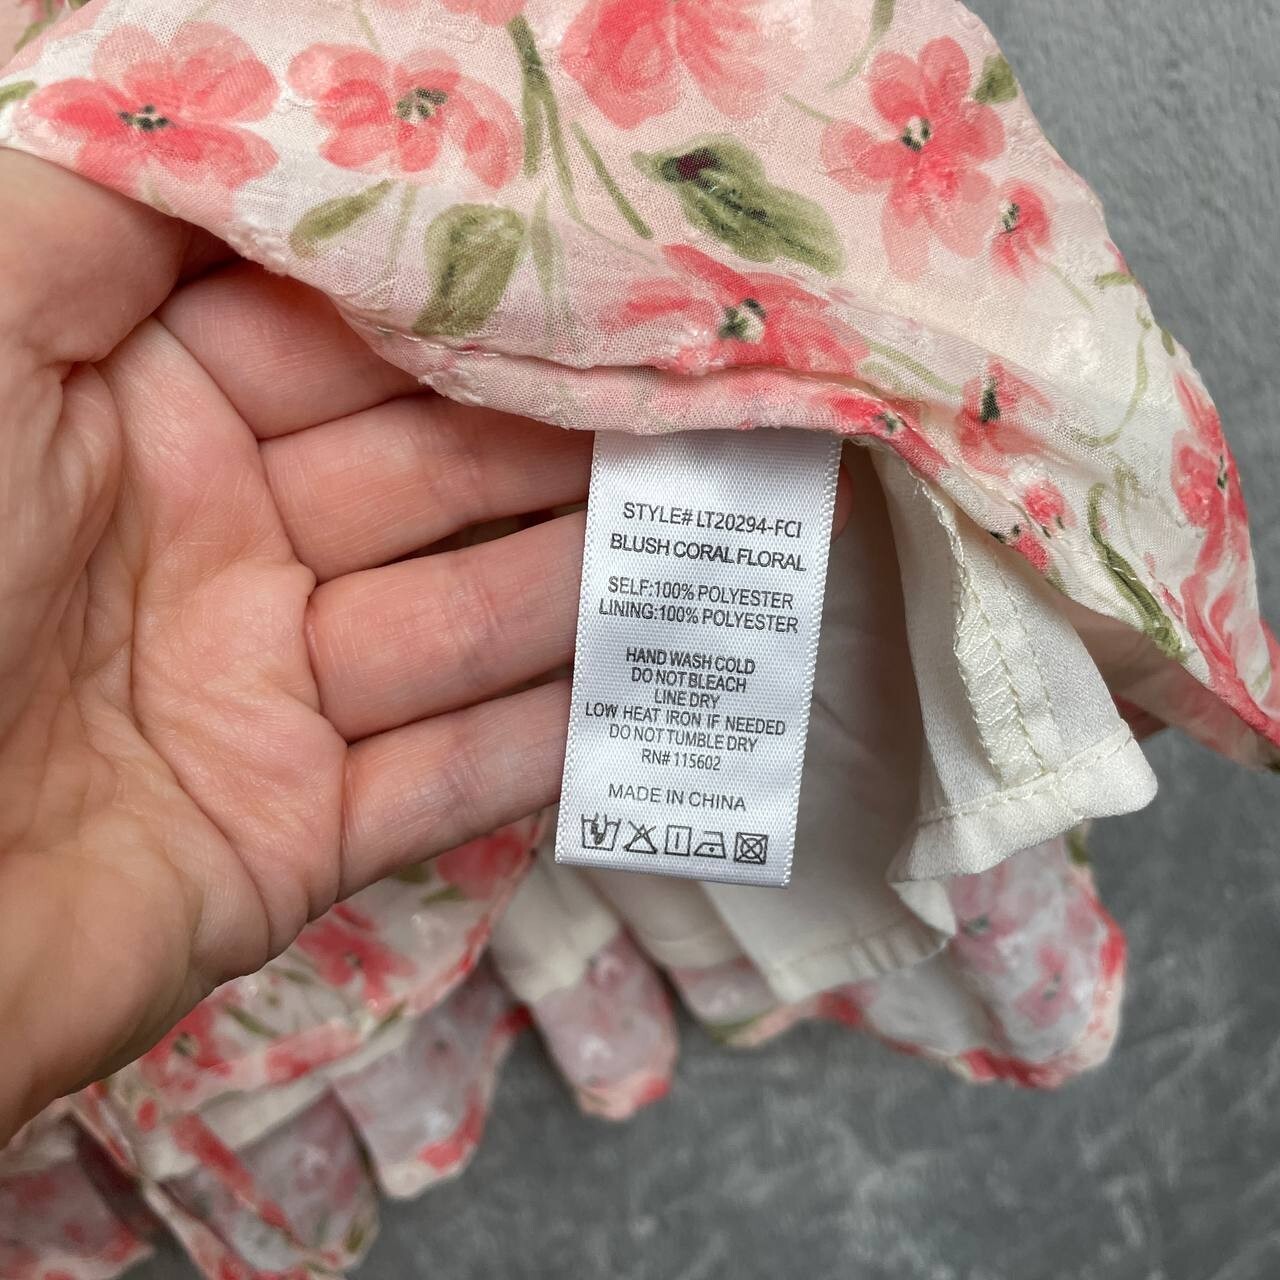 STYLE# LT20294-FCI
BLUSH CORAL FLORAL
SELF:100% POLYESTER
LINING:100% POLYESTER
HAND WASH COLD
DO NOT BLEACH
LINE DRY
LOW HEAT IRON IF NEEDED
DO NOT TUMBLE DRY
RN# 115602
MADE IN CHINA